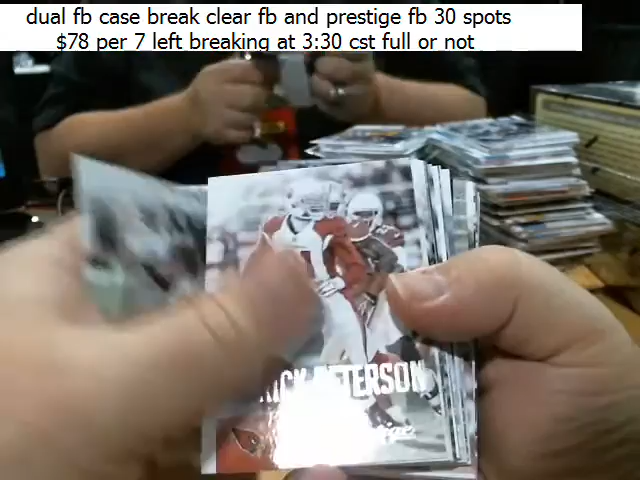 dual fb case break clear fb and prestige fb 30 spots
$78 per 7 left breaking at 3:30 cst full or not
PETERSON